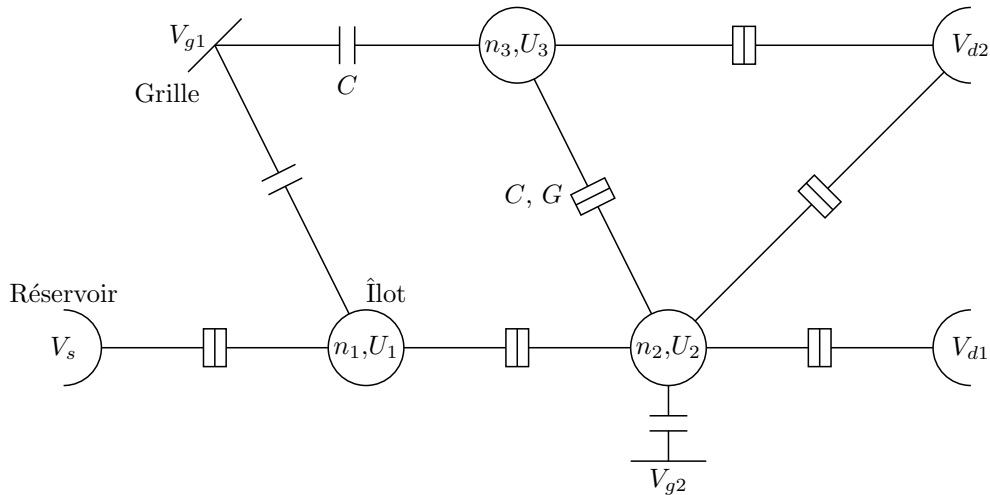 V_{g1}
Grille
C
n_3,U_3
V_{d2}
C, G
Réservoir
V_s
Îlot
n_1,U_1
n_2,U_2
V_{d1}
V_{g2}